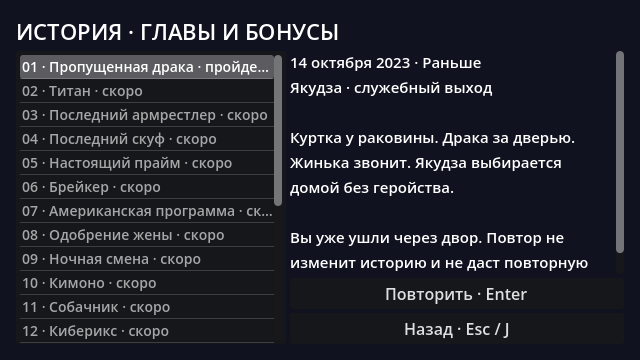 ИСТОРИЯ · ГЛАВЫ И БОНУСЫ
01 · Пропущенная драка · пройде...
02 · Титан · скоро
03 · Последний армрестлер · скоро
04 · Последний скуф · скоро
05 · Настоящий прайм · скоро
06 · Брейкер · скоро
07 · Американская программа · ск...
08 · Одобрение жены · скоро
09 · Ночная смена · скоро
10 · Кимоно · скоро
11 · Собачник · скоро
12 · Киберикс · скоро
14 октября 2023 · Раньше
Якудза · служебный выход
Куртка у раковины. Драка за дверью.
Жинька звонит. Якудза выбирается
домой без геройства.
Вы уже ушли через двор. Повтор не
изменит историю и не даст повторную
Повторить · Enter
Назад · Esc / J